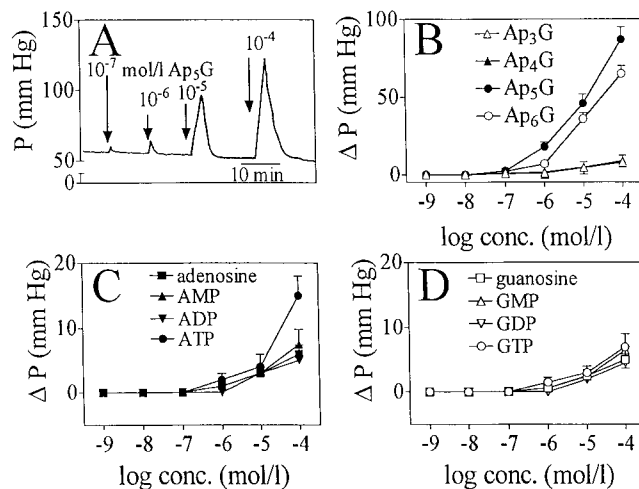 A
P (mm Hg)
150
100
50
0
10⁻⁷ mol/l Ap₅G
10⁻⁶
10⁻⁵
10⁻⁴
10 min
B
Δ P (mm Hg)
100
50
0
Ap₃G
Ap₄G
Ap₅G
Ap₆G
-9 -8 -7 -6 -5 -4
log conc. (mol/l)
C
Δ P (mm Hg)
20
10
0
adenosine
AMP
ADP
ATP
-9 -8 -7 -6 -5 -4
log conc. (mol/l)
D
Δ P (mm Hg)
20
10
0
guanosine
GMP
GDP
GTP
-9 -8 -7 -6 -5 -4
log conc. (mol/l)